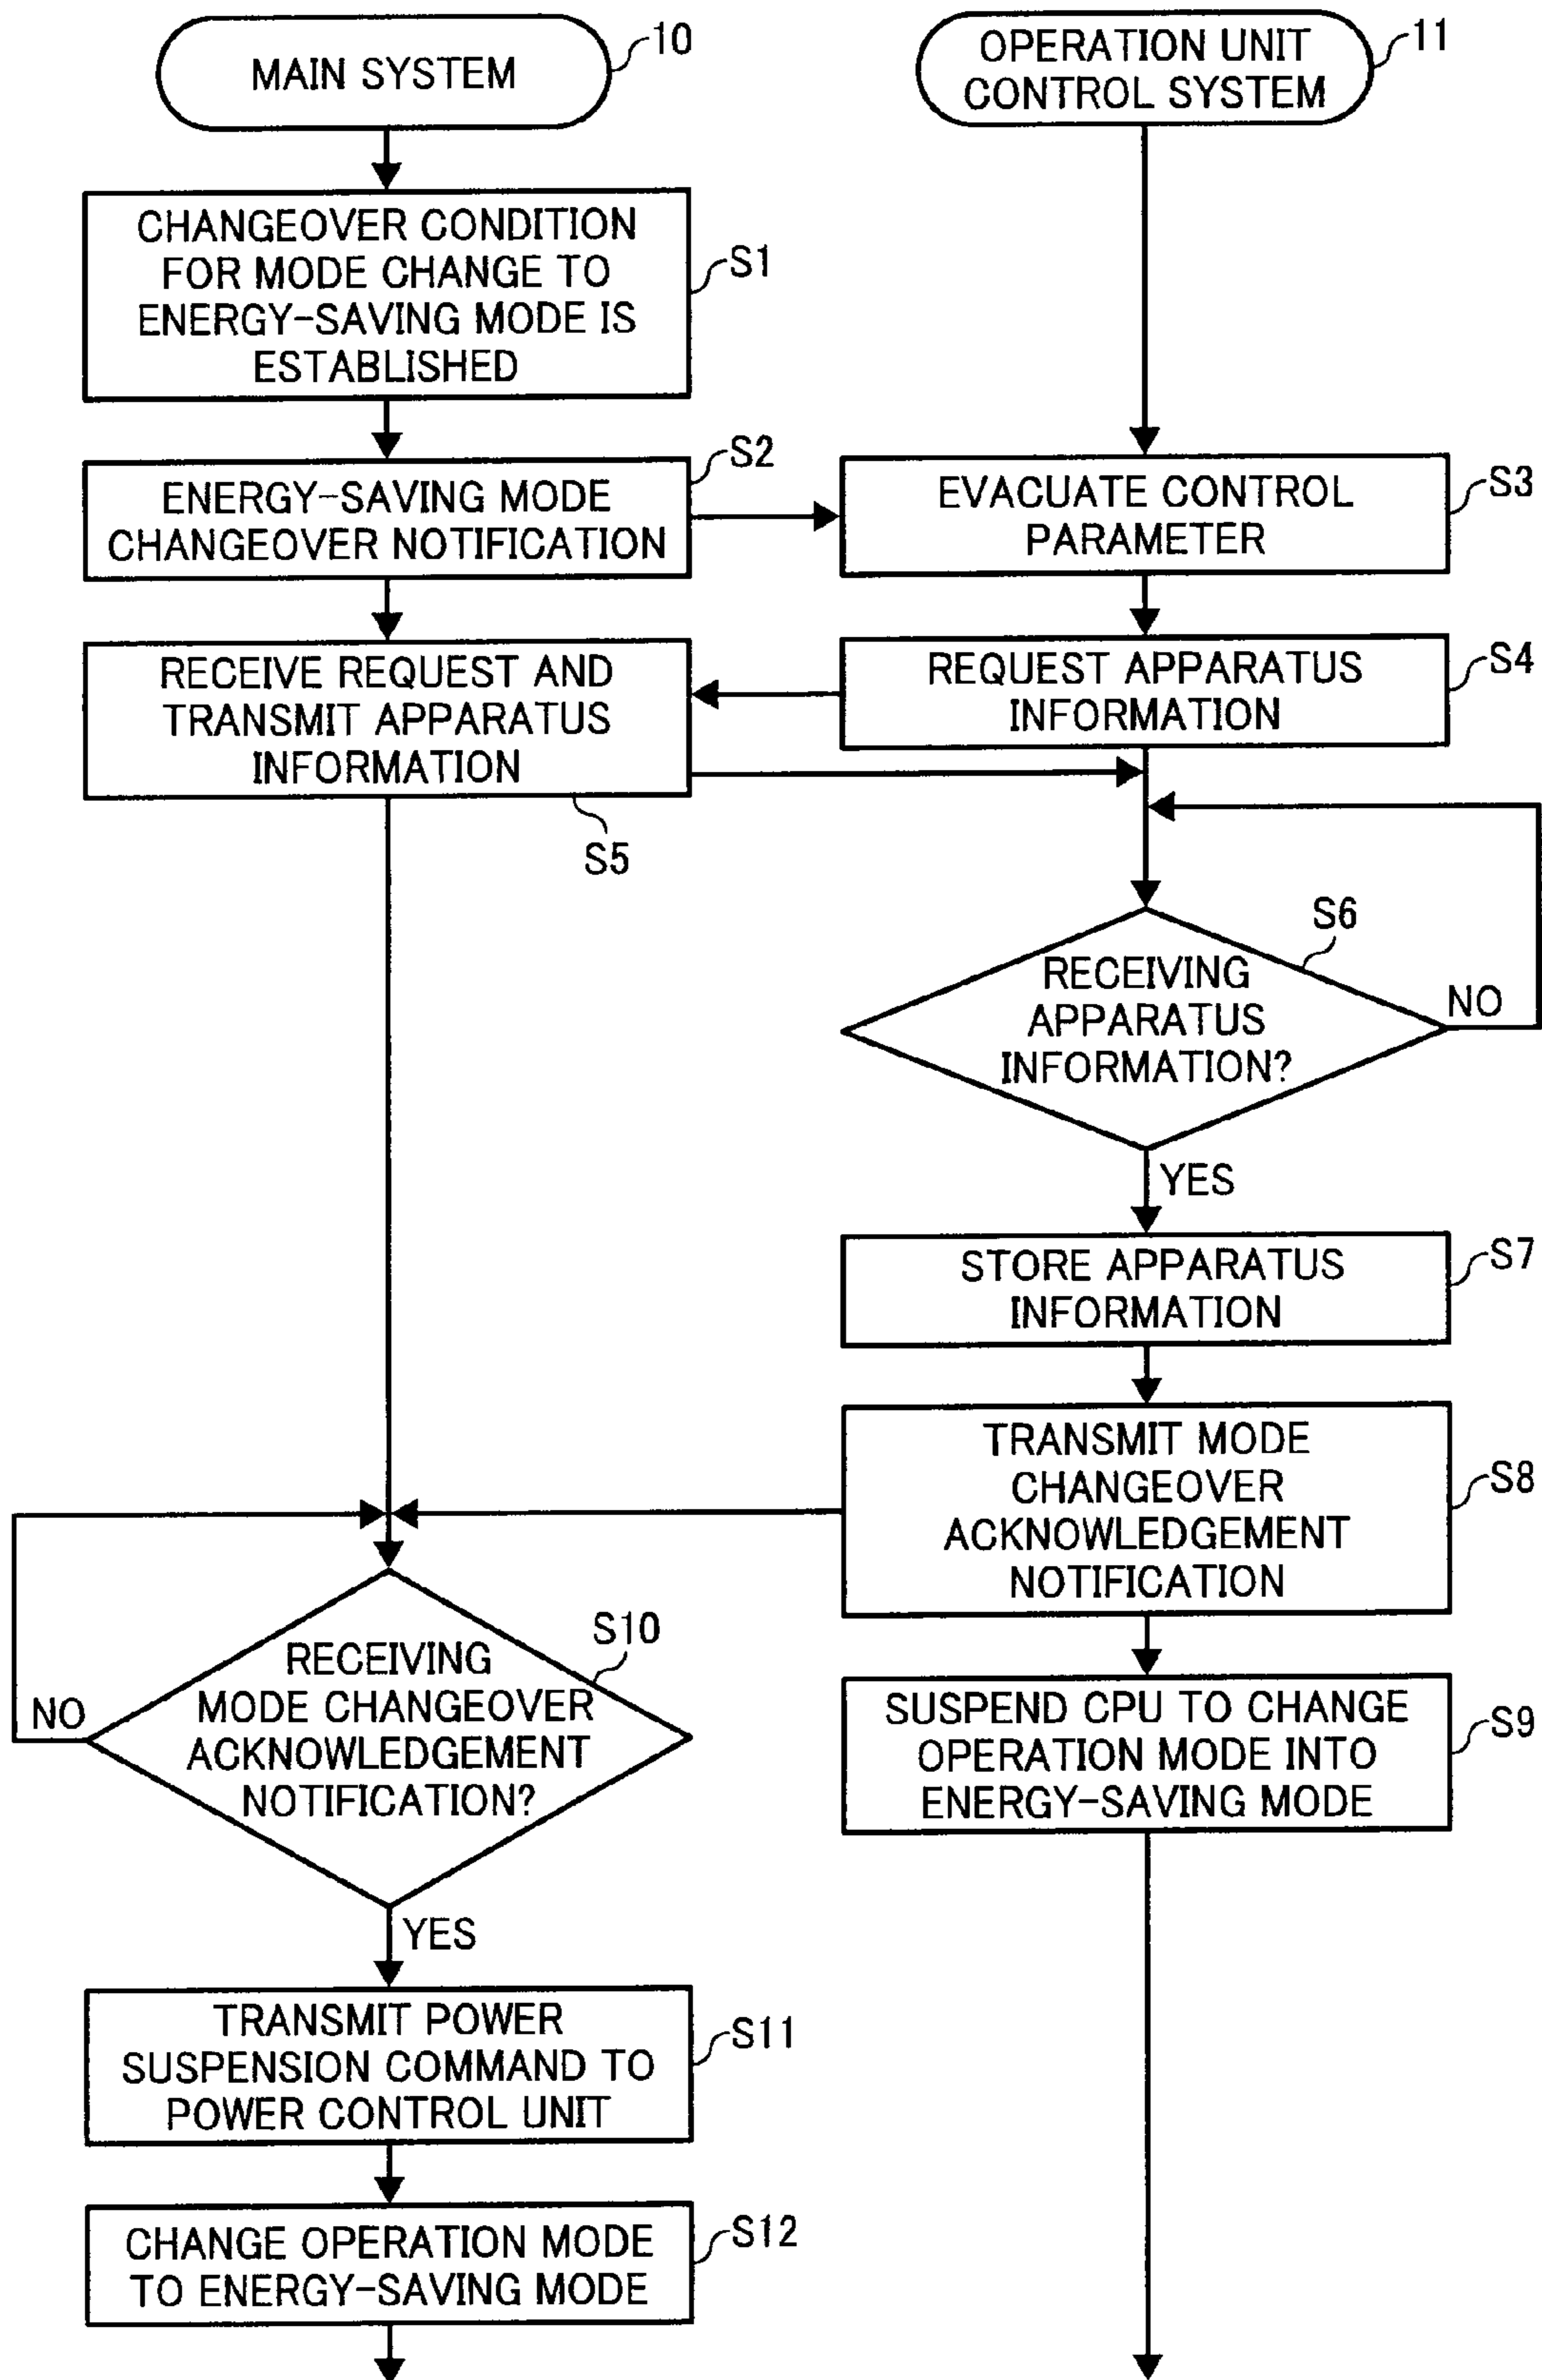 MAIN SYSTEM
10
OPERATION UNIT
CONTROL SYSTEM
11
CHANGEOVER CONDITION
FOR MODE CHANGE TO
ENERGY-SAVING MODE IS
ESTABLISHED
S1
ENERGY-SAVING MODE
CHANGEOVER NOTIFICATION
S2
EVACUATE CONTROL
PARAMETER
S3
RECEIVE REQUEST AND
TRANSMIT APPARATUS
INFORMATION
S5
REQUEST APPARATUS
INFORMATION
S4
RECEIVING
APPARATUS
INFORMATION?
S6
NO
YES
STORE APPARATUS
INFORMATION
S7
TRANSMIT MODE
CHANGEOVER
ACKNOWLEDGEMENT
NOTIFICATION
S8
RECEIVING
MODE CHANGEOVER
ACKNOWLEDGEMENT
NOTIFICATION?
S10
NO
YES
SUSPEND CPU TO CHANGE
OPERATION MODE INTO
ENERGY-SAVING MODE
S9
TRANSMIT POWER
SUSPENSION COMMAND TO
POWER CONTROL UNIT
S11
CHANGE OPERATION MODE
TO ENERGY-SAVING MODE
S12